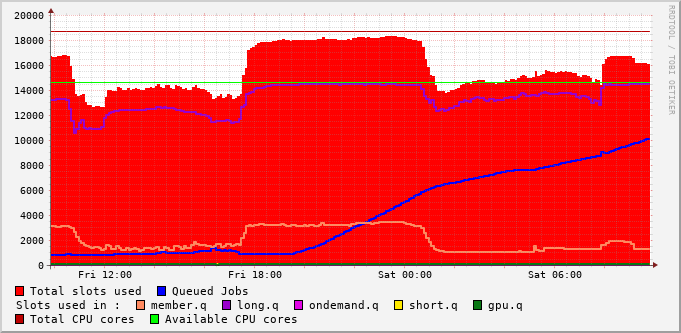 20000
18000
16000
14000
12000
10000
8000
6000
4000
2000
0
Fri 12:00 Fri 18:00 Sat 00:00 Sat 06:00
Total slots used Queued Jobs
Slots used in : member.q long.q ondemand.q short.q gpu.q
Total CPU cores Available CPU cores
RRDTOOL / TOBI OETIKER